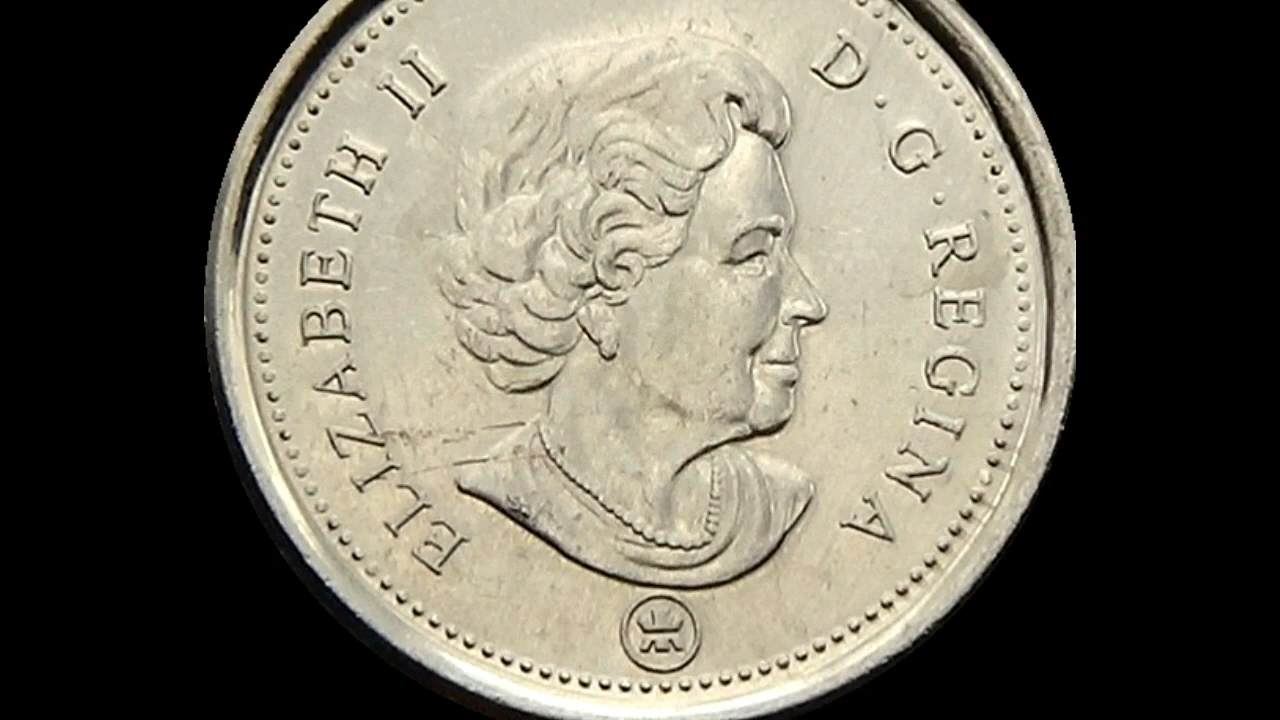 ELIZABETH II
D · G · REGINA